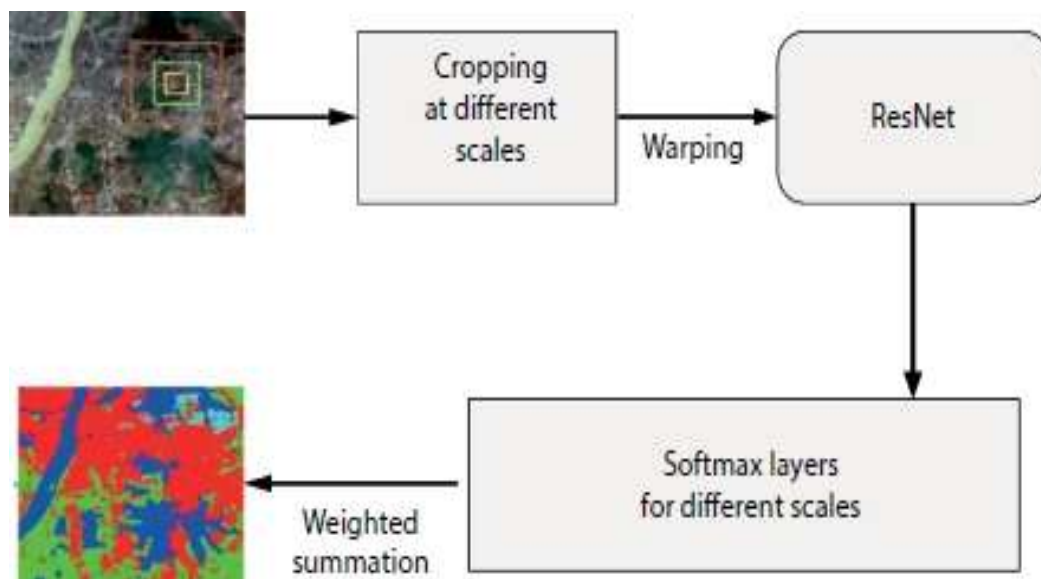 Cropping
at different
scales
Warping
ResNet
Softmax layers
for different scales
Weighted
summation